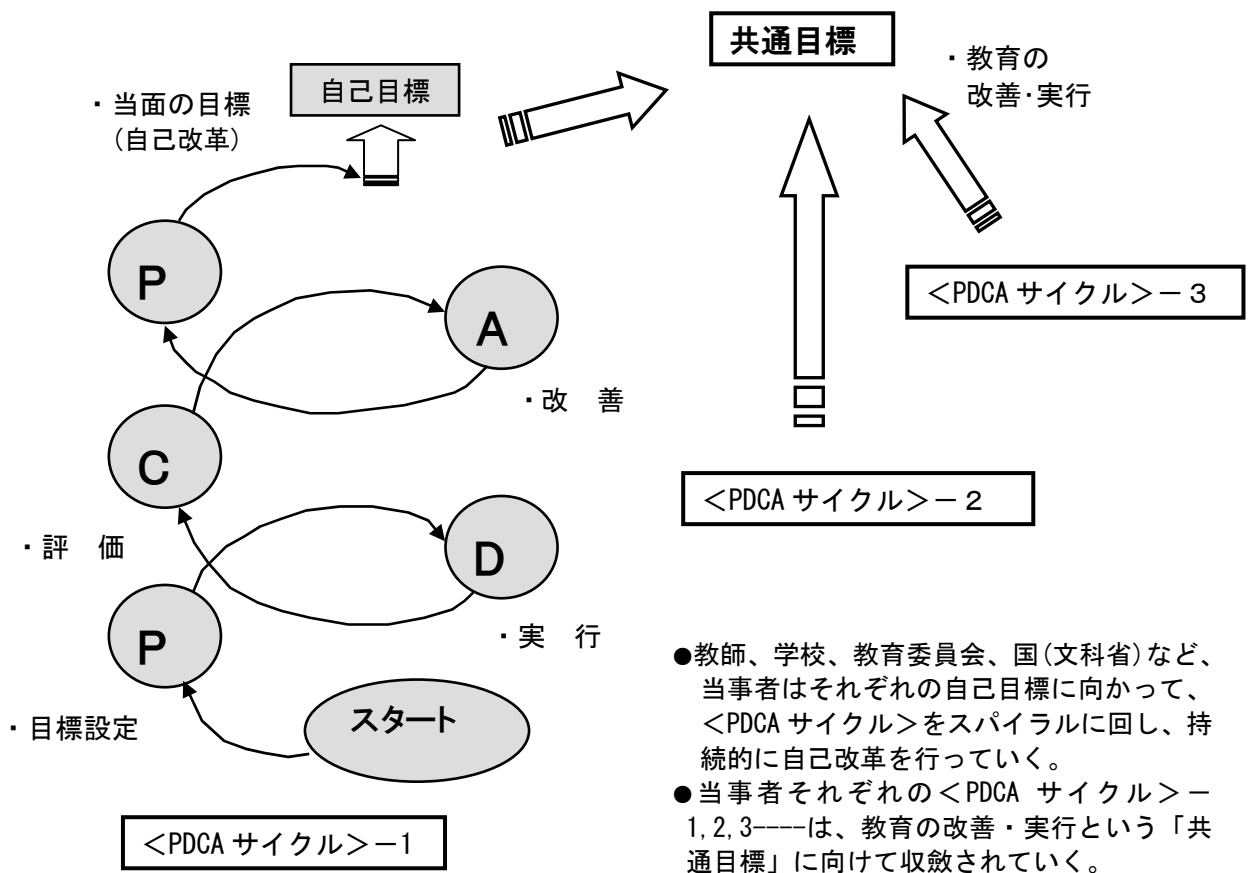 共通目標
・教育の
改善･実行
自己目標
・当面の目標
(自己改革)
P
A
<PDCA サイクル>－３
・改　善
C
<PDCA サイクル>－２
・評　価
D
P
・実　行
スタート
・目標設定
<PDCA サイクル>－1
●教師、学校、教育委員会、国(文科省)など、
当事者はそれぞれの自己目標に向かって、
<PDCA サイクル>をスパイラルに回し、持
続的に自己改革を行っていく。
●当事者それぞれの<PDCA サイクル>－
1,2,3----は、教育の改善・実行という「共
通目標」に向けて収斂されていく。